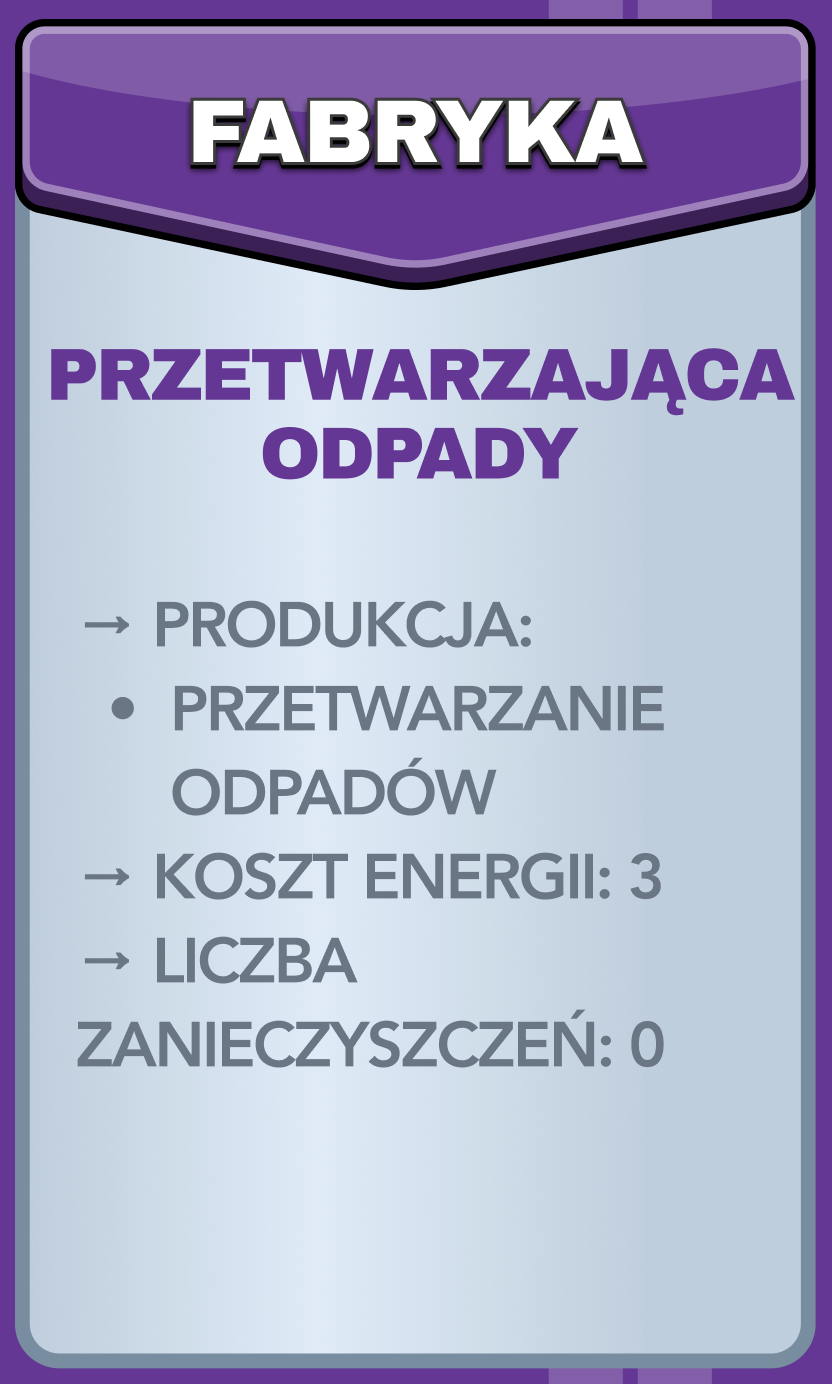 FABRYKA
PRZETWARZAJĄCA
ODPADY
→ PRODUKCJA:
• PRZETWARZANIE
ODPADÓW
→ KOSZT ENERGII: 3
→ LICZBA
ZANIECZYSZCZEŃ: 0